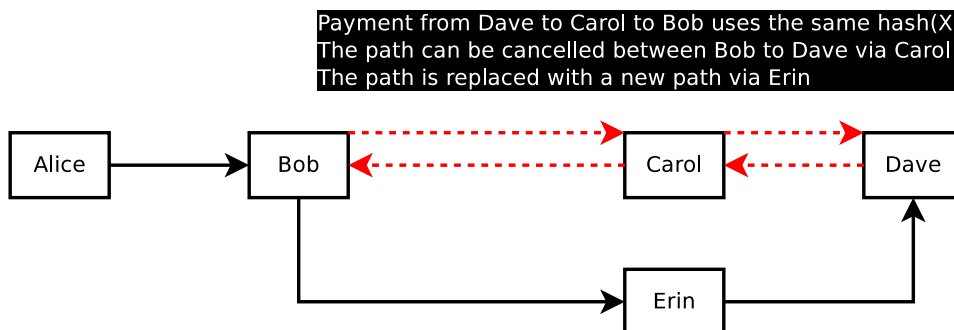 Payment from Dave to Carol to Bob uses the same hash(X
The path can be cancelled between Bob to Dave via Carol
The path is replaced with a new path via Erin
Alice
Bob
Carol
Dave
Erin